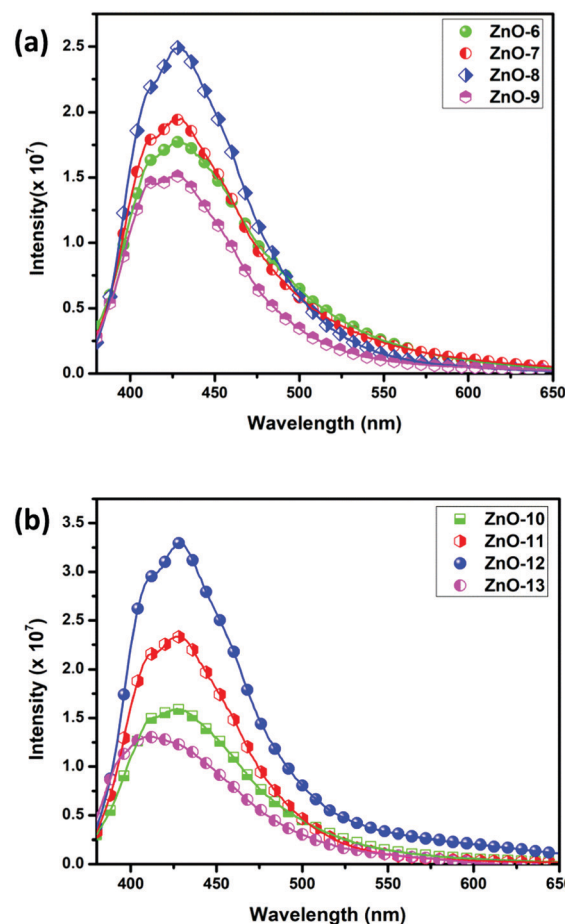 (a)
ZnO-6
ZnO-7
ZnO-8
ZnO-9
2.5
2.0
1.5
1.0
0.5
0.0
Intensity(x 10⁷)
400 450 500 550 600 650
Wavelength (nm)
(b)
ZnO-10
ZnO-11
ZnO-12
ZnO-13
3.5
3.0
2.5
2.0
1.5
1.0
0.5
0.0
Intensity (x 10⁷)
400 450 500 550 600 650
Wavelength (nm)